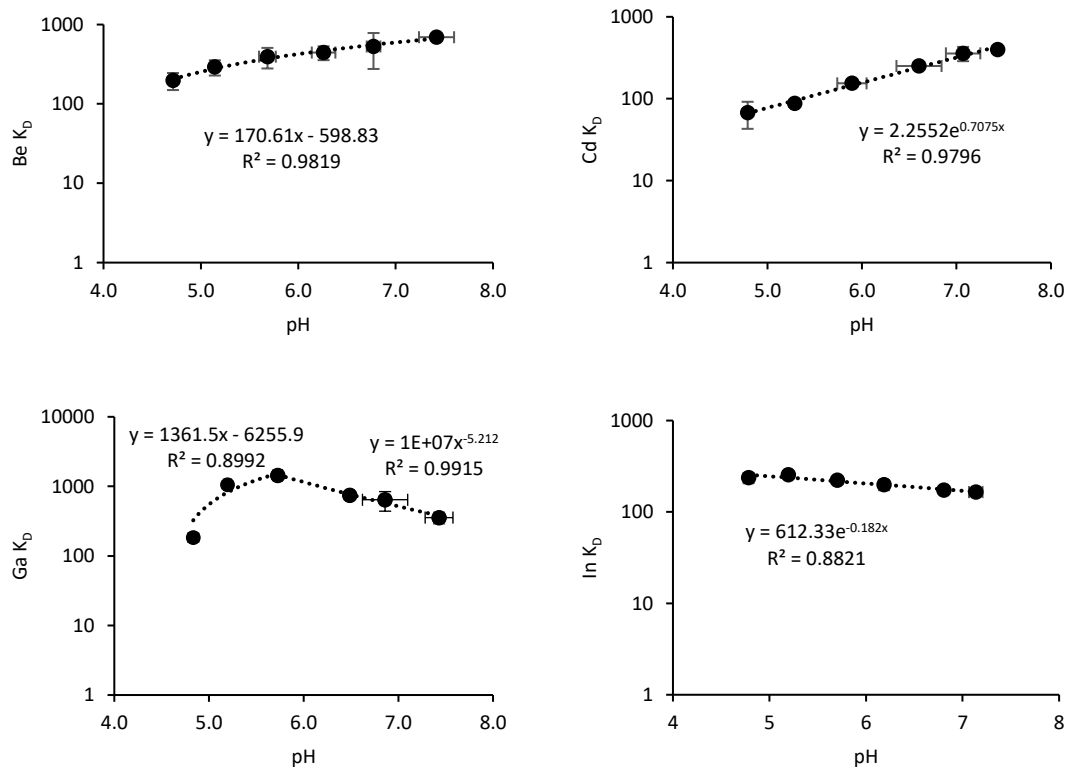 1000
100
10
1
Be K_D
y = 170.61x - 598.83
R² = 0.9819
4.0 5.0 6.0 7.0 8.0
pH
1000
100
10
1
Cd K_D
y = 2.2552e^0.7075x
R² = 0.9796
4.0 5.0 6.0 7.0 8.0
pH
10000
1000
100
10
1
Ga K_D
y = 1361.5x - 6255.9
R² = 0.8992
y = 1E+07x^-5.212
R² = 0.9915
4.0 5.0 6.0 7.0 8.0
pH
1000
100
10
1
In K_D
y = 612.33e^-0.182x
R² = 0.8821
4 5 6 7 8
pH